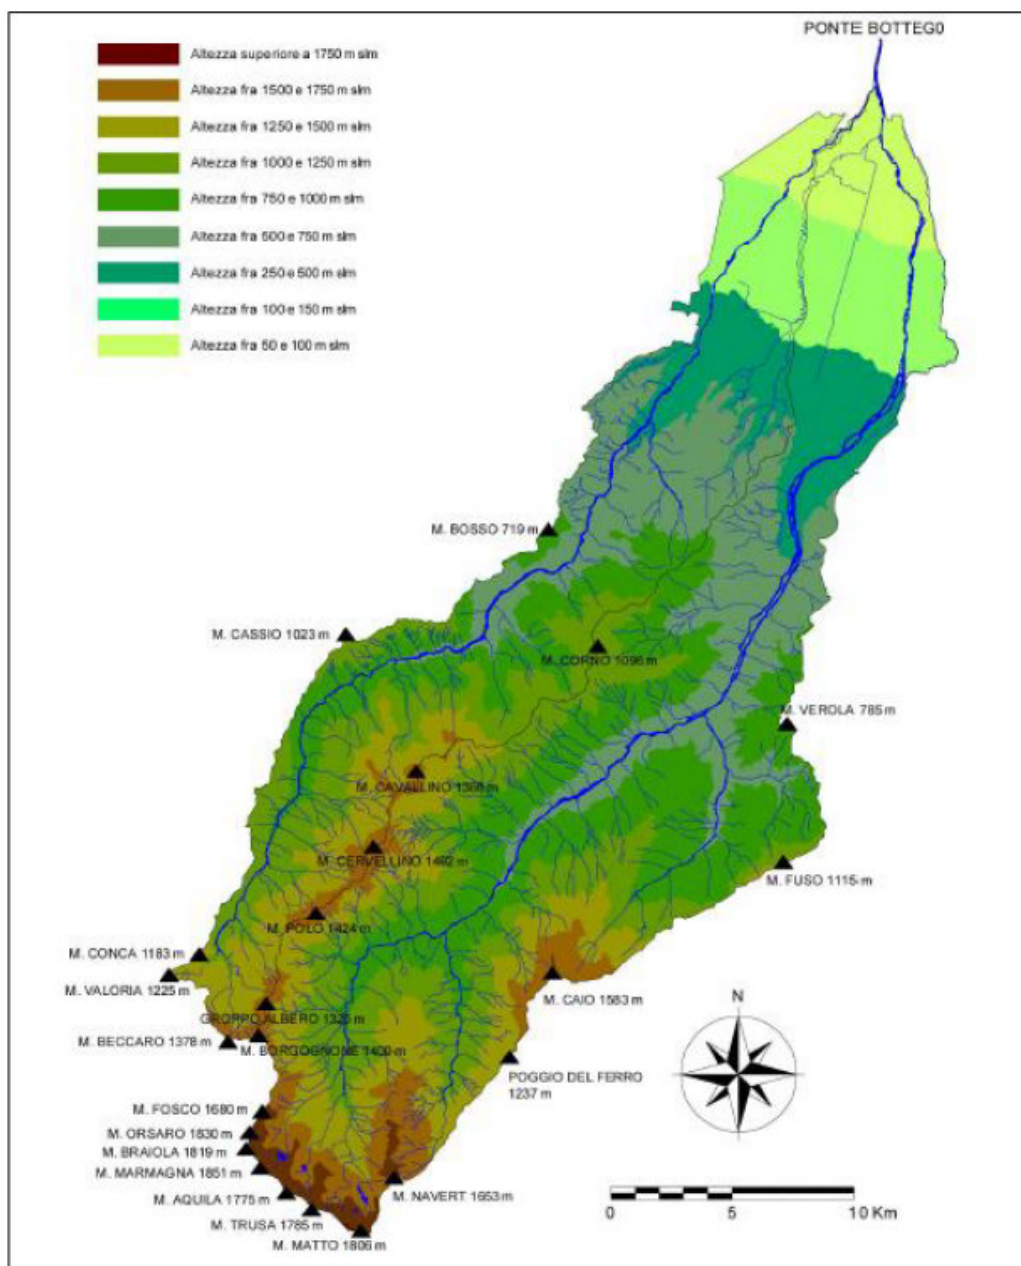 PONTE BOTTEGO
Altezza superiore a 1750 m slm
Altezza fra 1500 e 1750 m slm
Altezza fra 1250 e 1500 m slm
Altezza fra 1000 e 1250 m slm
Altezza fra 750 e 1000 m slm
Altezza fra 500 e 750 m slm
Altezza fra 250 e 500 m slm
Altezza fra 100 e 150 m slm
Altezza fra 50 e 100 m slm
M. BOSSO 719 m
M. CASSIO 1023 m
M. CORNO 1096 m
M. VEROLA 785 m
M. CAVALLINO
M. CERVELLINO 1492 m
M. FUSO 1115 m
M. POLO 1424 m
M. CONCA 1183 m
M. CAIO 1583 m
M. VALORIA 1225 m
N
GROPPO ALBERO 1325 m
M. BECCARO 1378 m
M. BORGOGNONE 1400 m
POGGIO DEL FERRO
1237 m
M. FOSCO 1680 m
M. ORSARO 1830 m
M. BRAIOLA 1819 m
M. MARMAGNA 1851 m
M. AQUILA 1775 m
M. NAVERT 1653 m
M. TRUSA 1785 m
M. MATTO 1806 m
0 5 10 Km